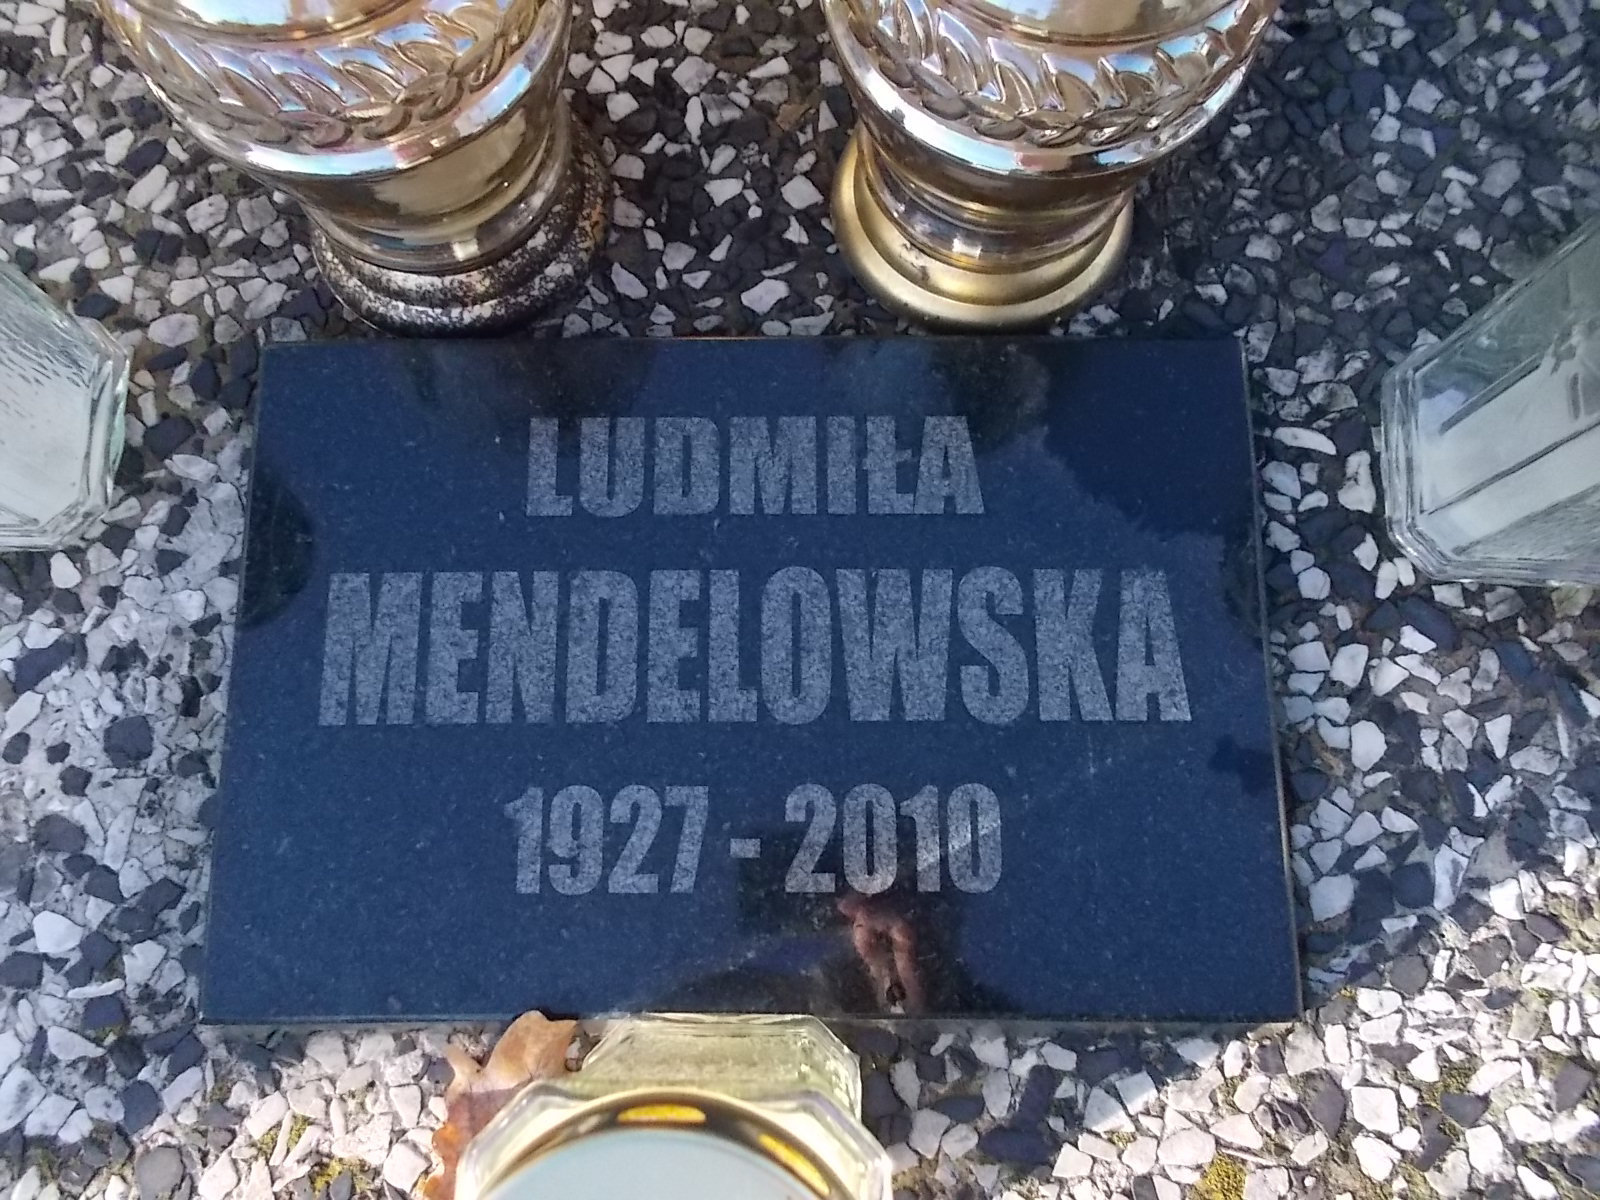 LUDMIŁA
MENDELOWSKA
1927 - 2010